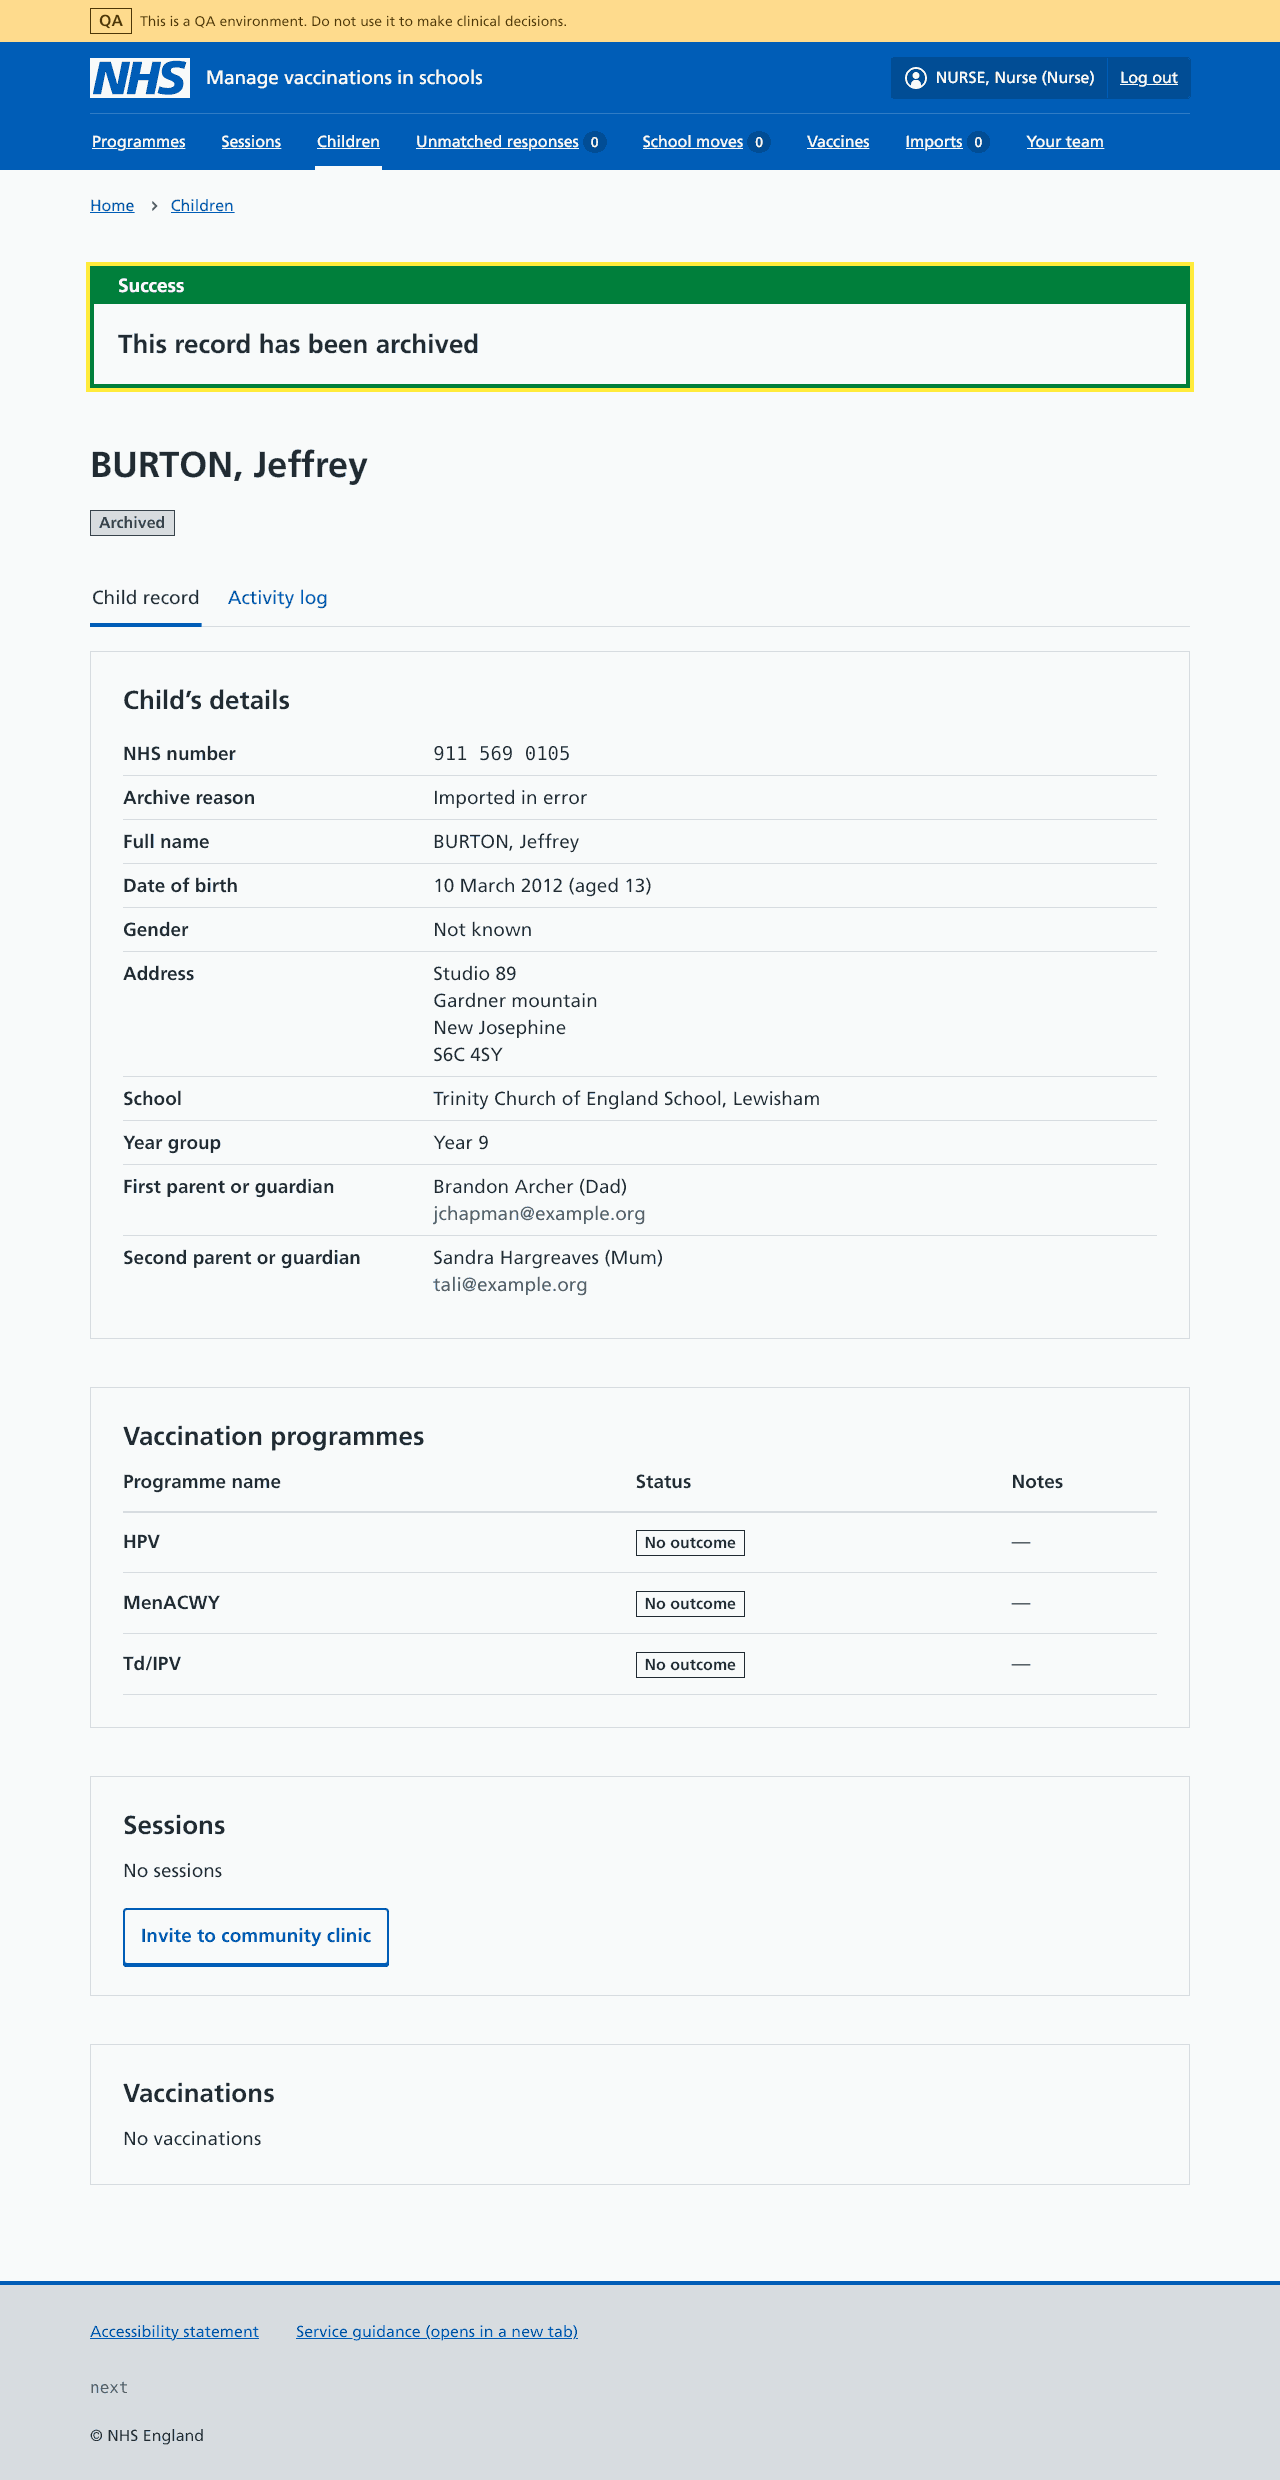 QA This is a QA environment. Do not use it to make clinical decisions.
NHS Manage vaccinations in schools NURSE, Nurse (Nurse) Log out
Programmes Sessions Children Unmatched responses 0 School moves 0 Vaccines Imports 0 Your team
Home Children
Success
This record has been archived
BURTON, Jeffrey
Archived
Child record Activity log
Child’s details
NHS number 911 569 0105
Archive reason Imported in error
Full name BURTON, Jeffrey
Date of birth 10 March 2012 (aged 13)
Gender Not known
Address Studio 89
Gardner mountain
New Josephine
S6C 4SY
School Trinity Church of England School, Lewisham
Year group Year 9
First parent or guardian Brandon Archer (Dad)
jchapman@example.org
Second parent or guardian Sandra Hargreaves (Mum)
tali@example.org
Vaccination programmes
Programme name Status Notes
HPV No outcome —
MenACWY No outcome —
Td/IPV No outcome —
Sessions
No sessions
Invite to community clinic
Vaccinations
No vaccinations
Accessibility statement Service guidance (opens in a new tab)
next
© NHS England